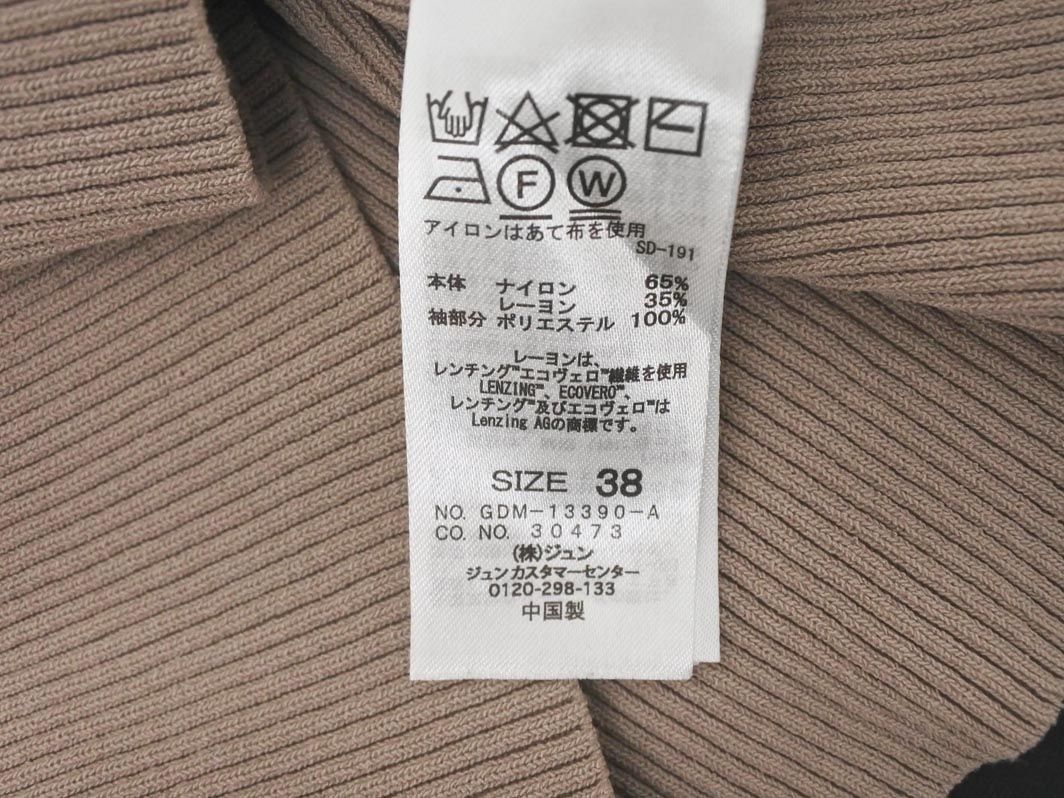 F W
アイロンはあて布を使用
SD-191
本体 ナイロン 65%
レーヨン 35%
袖部分 ポリエステル 100%
レーヨンは、
レンチング™エコヴェロ™繊維を使用
LENZING™、ECOVERO™、
レンチング™及びエコヴェロ™は
Lenzing AGの商標です。
SIZE 38
NO. GDM-13390-A
CO. NO. 30473
(株)ジュン
ジュンカスタマーセンター
0120-298-133
中国製